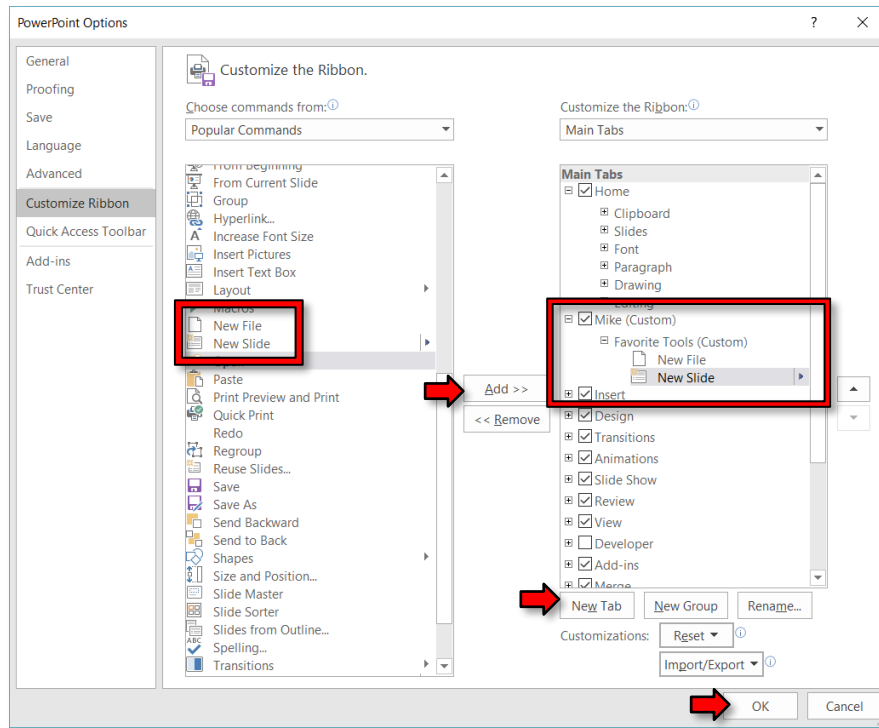 PowerPoint Options
?
General
Proofing
Save
Language
Advanced
Customize Ribbon
Quick Access Toolbar
Add-ins
Trust Center
Customize the Ribbon.
Choose commands from:
Popular Commands
From Beginning
From Current Slide
Group
Hyperlink...
Increase Font Size
Insert Pictures
Insert Text Box
Layout
Macros
New File
New Slide
Open
Paste
Print Preview and Print
Quick Print
Redo
Regroup
Reuse Slides...
Save
Save As
Send Backward
Send to Back
Shapes
Size and Position...
Slide Master
Slide Sorter
Slides from Outline...
Spelling...
Transitions
Add >>
<< Remove
Customize the Ribbon:
Main Tabs
Main Tabs
Home
Clipboard
Slides
Font
Paragraph
Drawing
Editing
Mike (Custom)
Favorite Tools (Custom)
New File
New Slide
Insert
Design
Transitions
Animations
Slide Show
Review
View
Developer
Add-ins
Merge
New Tab
New Group
Rename...
Customizations:
Reset
Import/Export
OK
Cancel